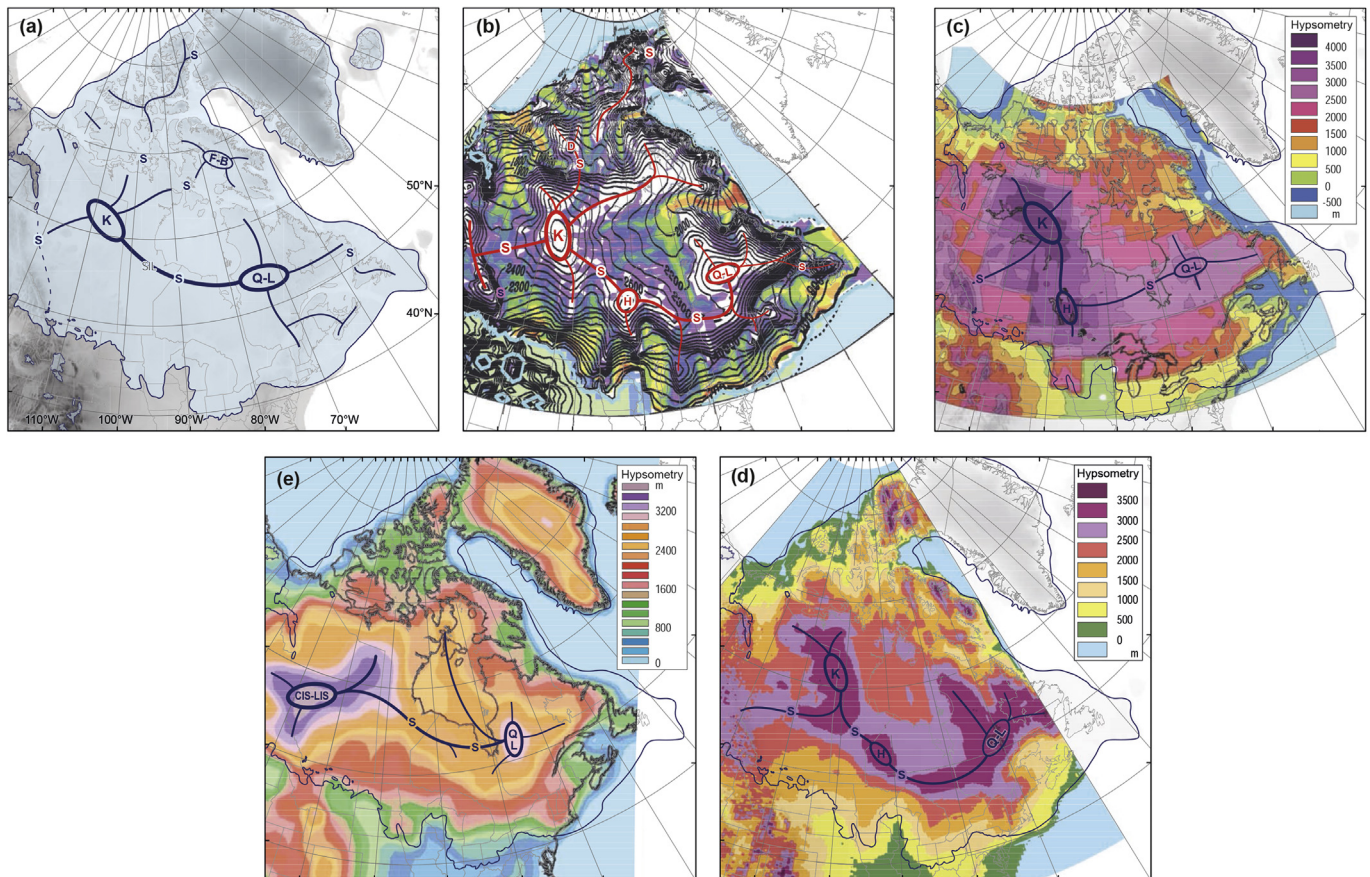 (a)
S
S
S
F-B
50°N
K
S
S
S
Q-L
40°N
110°W
100°W
90°W
80°W
70°W
(b)
S
D
S
K
S
S
Q-L
S
2400
2300
S
H
2600
S
(c)
Hypsometry
4000
3500
3000
2500
2000
1500
1000
500
0
-500
m
K
S
Q-L
S
H
(e)
Hypsometry
m
3200
2400
1600
800
0
CIS-LIS
S
S
Q
L
(d)
Hypsometry
3500
3000
2500
2000
1500
1000
500
0
m
K
S
S
H
S
Q-L